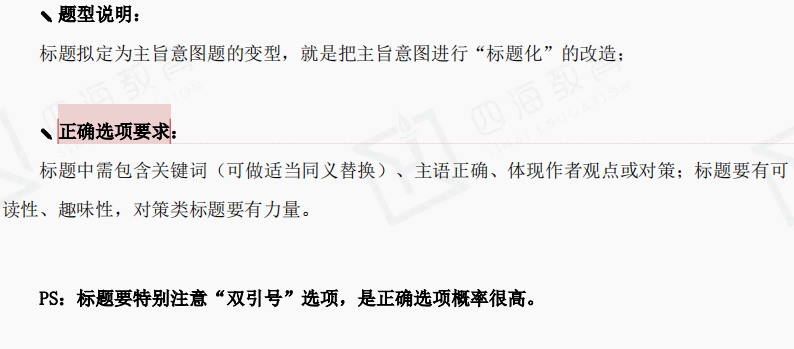 题型说明：
标题拟定为主旨意图题的变型，就是把主旨意图进行“标题化”的改造；
正确选项要求：
标题中需包含关键词（可做适当同义替换）、主语正确、体现作者观点或对策；标题要有可
读性、趣味性，对策类标题要有力量。
PS：标题要特别注意“双引号”选项，是正确选项概率很高。
四海教育